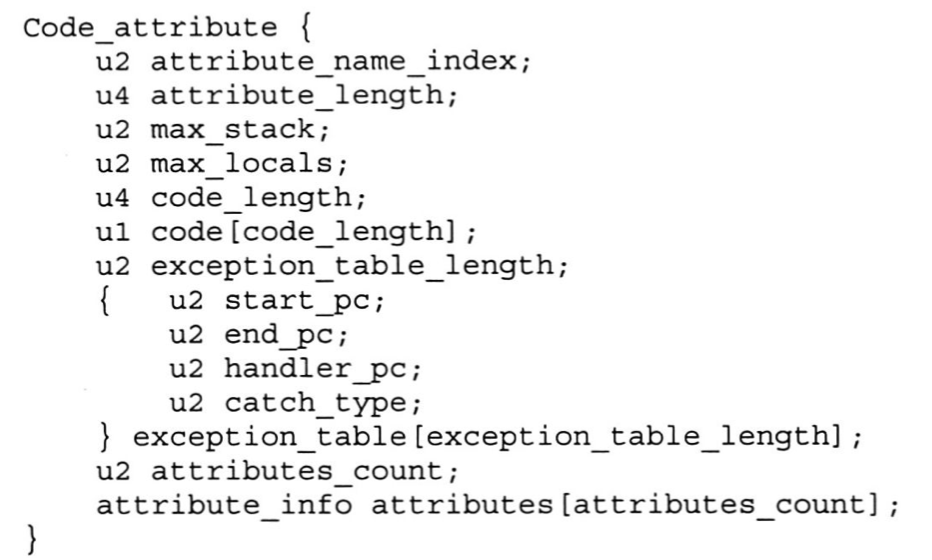 Code_attribute {
    u2 attribute_name_index;
    u4 attribute_length;
    u2 max_stack;
    u2 max_locals;
    u4 code_length;
    u1 code[code_length];
    u2 exception_table_length;
    {   u2 start_pc;
        u2 end_pc;
        u2 handler_pc;
        u2 catch_type;
    } exception_table[exception_table_length];
    u2 attributes_count;
    attribute_info attributes[attributes_count];
}